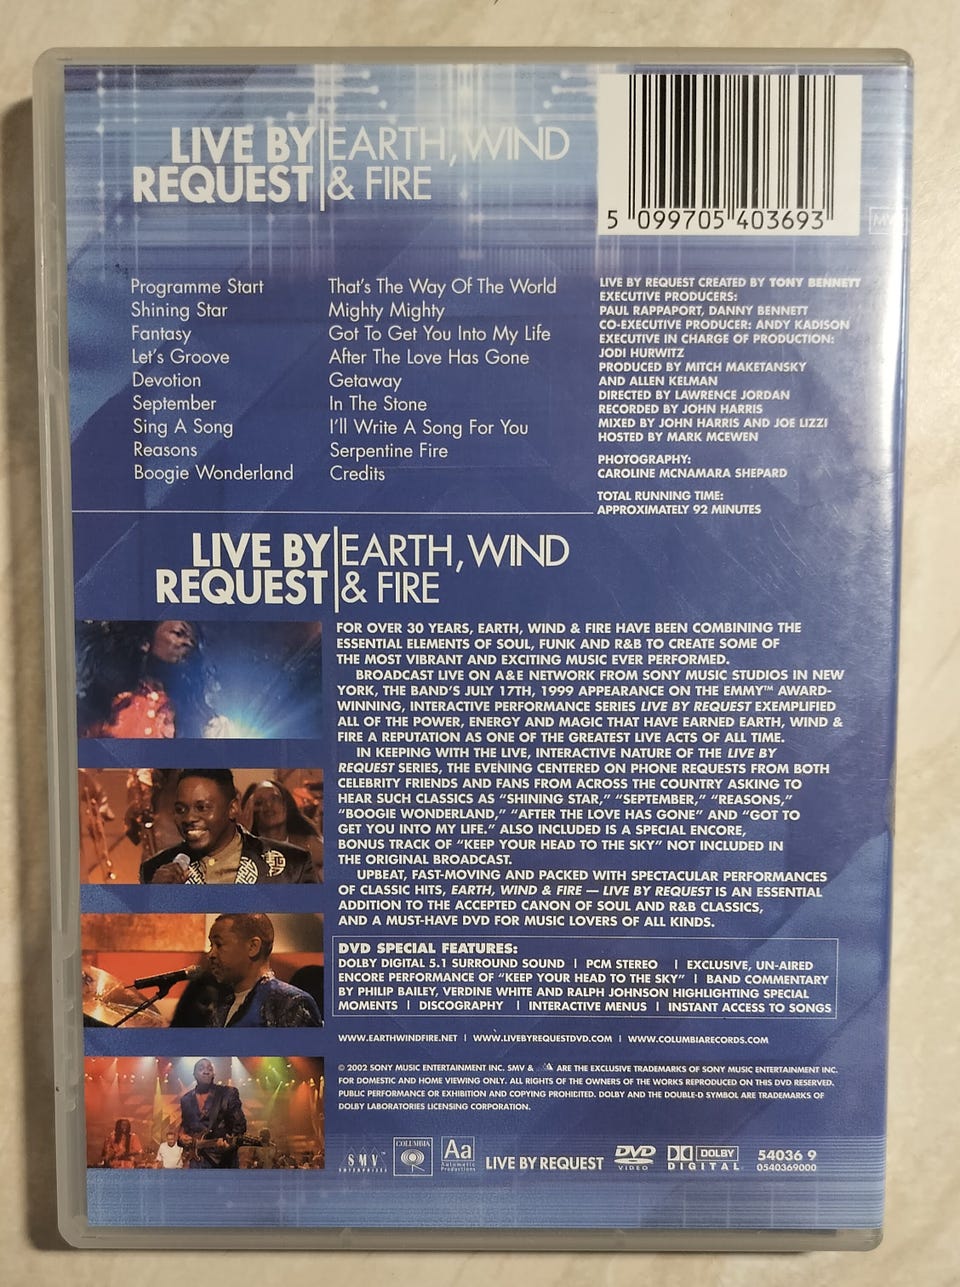 LIVE BY REQUEST | EARTH, WIND & FIRE
5 099705 403693
Programme Start
Shining Star
Fantasy
Let's Groove
Devotion
September
Sing A Song
Reasons
Boogie Wonderland
That's The Way Of The World
Mighty Mighty
Got To Get You Into My Life
After The Love Has Gone
Getaway
In The Stone
I'll Write A Song For You
Serpentine Fire
Credits
LIVE BY REQUEST CREATED BY TONY BENNETT
EXECUTIVE PRODUCERS:
PAUL RAPPAPORT, DANNY BENNETT
CO-EXECUTIVE PRODUCER: ANDY KADISON
EXECUTIVE IN CHARGE OF PRODUCTION:
JODI HURWITZ
PRODUCED BY MITCH MAKETANSKY
AND ALLEN KELMAN
DIRECTED BY LAWRENCE JORDAN
RECORDED BY JOHN HARRIS
MIXED BY JOHN HARRIS AND JOE LIZZI
HOSTED BY MARK MCEWEN
PHOTOGRAPHY:
CAROLINE MCNAMARA SHEPARD
TOTAL RUNNING TIME:
APPROXIMATELY 92 MINUTES
LIVE BY REQUEST | EARTH, WIND & FIRE
FOR OVER 30 YEARS, EARTH, WIND & FIRE HAVE BEEN COMBINING THE
ESSENTIAL ELEMENTS OF SOUL, FUNK AND R&B TO CREATE SOME OF
THE MOST VIBRANT AND EXCITING MUSIC EVER PERFORMED.
BROADCAST LIVE ON A&E NETWORK FROM SONY MUSIC STUDIOS IN NEW
YORK, THE BAND'S JULY 17TH, 1999 APPEARANCE ON THE EMMY™ AWARD-
WINNING, INTERACTIVE PERFORMANCE SERIES LIVE BY REQUEST EXEMPLIFIED
ALL OF THE POWER, ENERGY AND MAGIC THAT HAVE EARNED EARTH, WIND &
FIRE A REPUTATION AS ONE OF THE GREATEST LIVE ACTS OF ALL TIME.
IN KEEPING WITH THE LIVE, INTERACTIVE NATURE OF THE LIVE BY
REQUEST SERIES, THE EVENING CENTERED ON PHONE REQUESTS FROM BOTH
CELEBRITY FRIENDS AND FANS FROM ACROSS THE COUNTRY ASKING TO
HEAR SUCH CLASSICS AS "SHINING STAR," "SEPTEMBER," "REASONS,"
"BOOGIE WONDERLAND," "AFTER THE LOVE HAS GONE" AND "GOT TO
GET YOU INTO MY LIFE." ALSO INCLUDED IS A SPECIAL ENCORE,
BONUS TRACK OF "KEEP YOUR HEAD TO THE SKY" NOT INCLUDED IN
THE ORIGINAL BROADCAST.
UPBEAT, FAST-MOVING AND PACKED WITH SPECTACULAR PERFORMANCES
OF CLASSIC HITS, EARTH, WIND & FIRE — LIVE BY REQUEST IS AN ESSENTIAL
ADDITION TO THE ACCEPTED CANON OF SOUL AND R&B CLASSICS,
AND A MUST-HAVE DVD FOR MUSIC LOVERS OF ALL KINDS.
DVD SPECIAL FEATURES:
DOLBY DIGITAL 5.1 SURROUND SOUND | PCM STEREO | EXCLUSIVE, UN-AIRED
ENCORE PERFORMANCE OF "KEEP YOUR HEAD TO THE SKY" | BAND COMMENTARY
BY PHILIP BAILEY, VERDINE WHITE AND RALPH JOHNSON HIGHLIGHTING SPECIAL
MOMENTS | DISCOGRAPHY | INTERACTIVE MENUS | INSTANT ACCESS TO SONGS
WWW.EARTHWINDFIRE.NET | WWW.LIVEBYREQUESTDVD.COM | WWW.COLUMBIARECORDS.COM
© 2002 SONY MUSIC ENTERTAINMENT INC. SMV & ARE THE EXCLUSIVE TRADEMARKS OF SONY MUSIC ENTERTAINMENT INC.
FOR DOMESTIC AND HOME VIEWING ONLY. ALL RIGHTS OF THE OWNERS OF THE WORKS REPRODUCED ON THIS DVD RESERVED.
PUBLIC PERFORMANCE OR EXHIBITION AND COPYING PROHIBITED. DOLBY AND THE DOUBLE-D SYMBOL ARE TRADEMARKS OF
DOLBY LABORATORIES LICENSING CORPORATION.
SMV ENTERPRISES
COLUMBIA
Aa Automatic Productions
LIVE BY REQUEST
DVD VIDEO
DOLBY DIGITAL
54036 9
0540369000